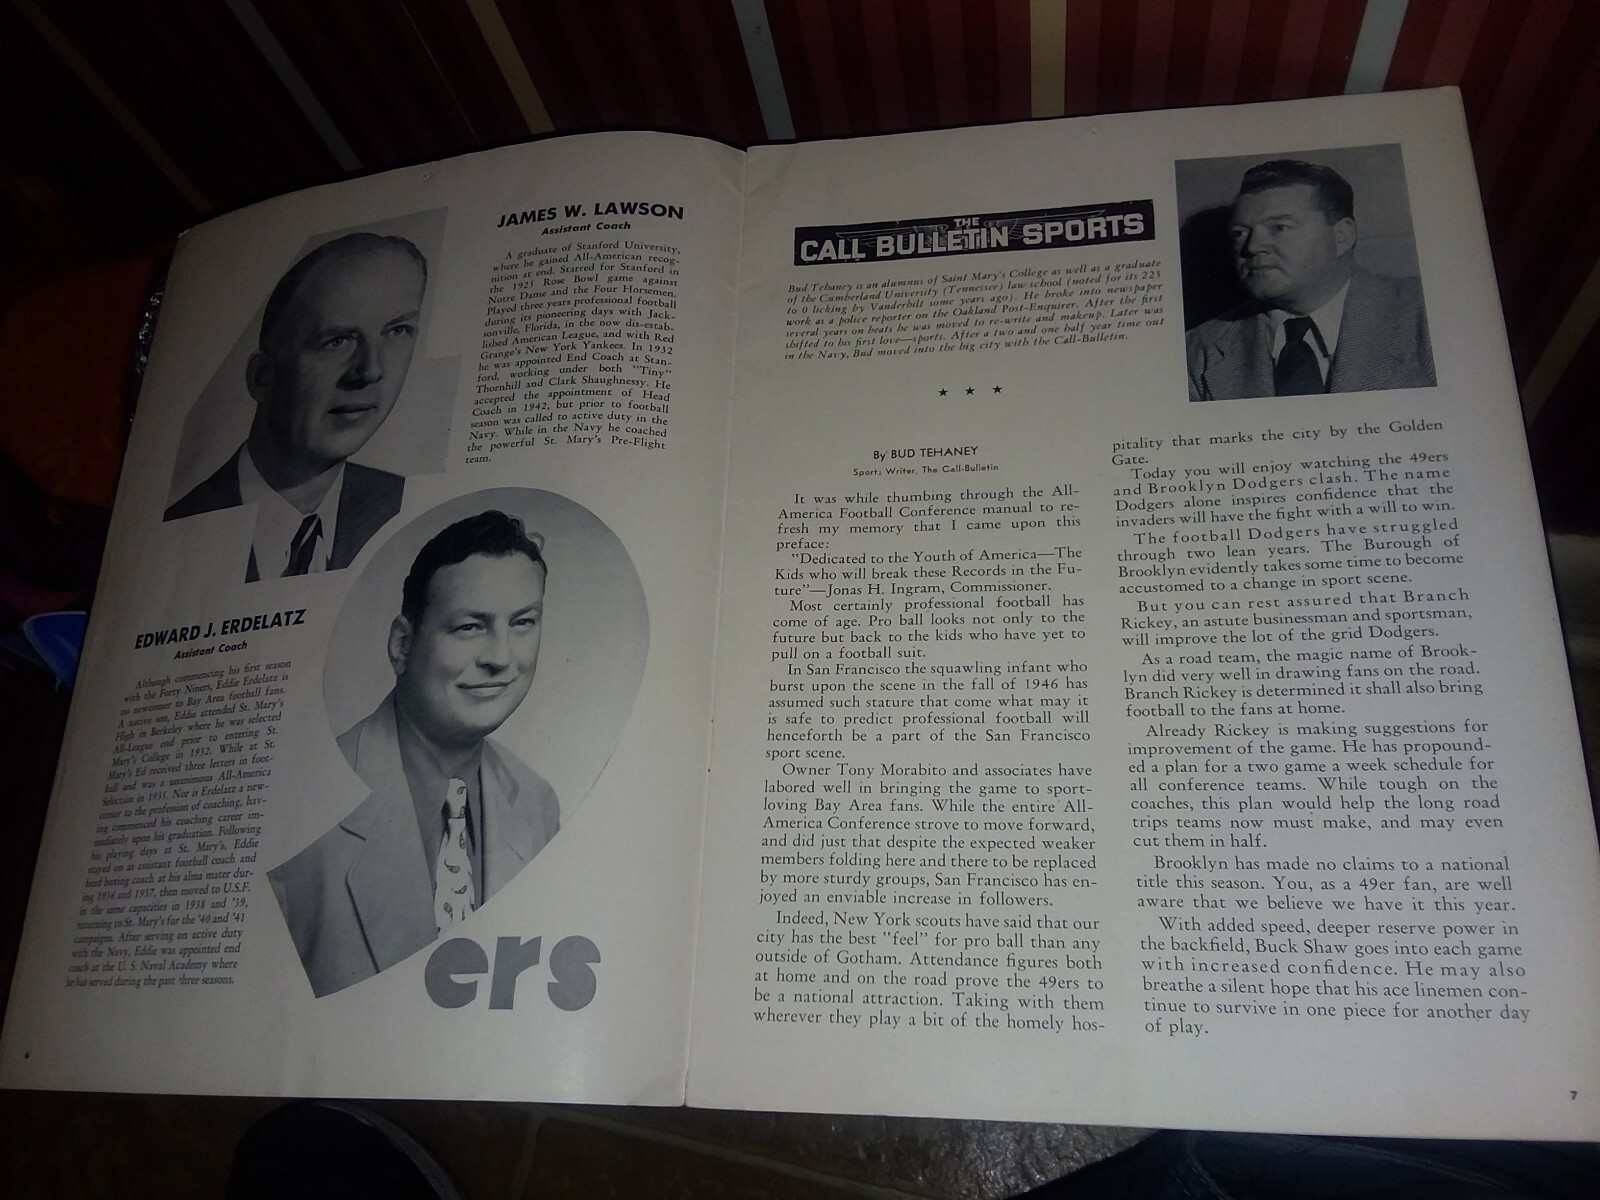 JAMES W. LAWSON
Assistant Coach
A graduate of Stanford University,
where he gained All-American recog-
nition at end. Starred for Stanford in
the 1925 Rose Bowl game against
Notre Dame and the Four Horsemen.
Played three years professional football
during its pioneering days with Jack-
sonville, Florida, in the now dis-estab-
lished American League, and with Red
Grange's New York Yankees. In 1932
he was appointed End Coach at Stan-
ford, working under both "Tiny"
Thornhill and Clark Shaughnessy. He
accepted the appointment of Head
Coach in 1942, but prior to football
season was called to active duty in the
Navy. While in the Navy he coached
the powerful St. Mary's Pre-Flight
team.
EDWARD J. ERDELATZ
Assistant Coach
Although commencing his first season
with the Forty Niners, Eddie Erdelatz is
no newcomer to Bay Area football fans.
A native son, Eddie attended St. Mary's
High in Berkeley where he was selected
All-League end prior to entering St.
Mary's College in 1932. While at St.
Mary's Ed received three letters in foot-
ball and was a unanimous All-America
Selection in 1935. Nor is Erdelatz a new-
comer to the profession of coaching, hav-
ing commenced his coaching career im-
mediately upon his graduation. Following
his playing days at St. Mary's, Eddie
stayed on as assistant football coach and
head boxing coach at his alma mater dur-
ing 1936 and 1937, then moved to U.S.F.
in the same capacities in 1938 and '39,
returning to St. Mary's for the '40 and '41
campaigns. After serving on active duty
with the Navy, Eddie was appointed end
coach at the U. S. Naval Academy where
he has served during the past three seasons.
ers
6
THE
CALL BULLETIN SPORTS
Bud Tehaney is an alumnus of Saint Mary's College as well as a graduate
of the Cumberland University (Tennessee) law school (noted for its 225
to 0 licking by Vanderbilt some years ago). He broke into newspaper
work as a police reporter on the Oakland Post-Enquirer. After the first
several years on beats he was moved to re-write and makeup. Later was
shifted to his first love—sports. After a two and one half year time out
in the Navy, Bud moved into the big city with the Call-Bulletin.
★ ★ ★
By BUD TEHANEY
Sports Writer, The Call-Bulletin
It was while thumbing through the All-
America Football Conference manual to re-
fresh my memory that I came upon this
preface:
"Dedicated to the Youth of America—The
Kids who will break these Records in the Fu-
ture"—Jonas H. Ingram, Commissioner.
Most certainly professional football has
come of age. Pro ball looks not only to the
future but back to the kids who have yet to
pull on a football suit.
In San Francisco the squawling infant who
burst upon the scene in the fall of 1946 has
assumed such stature that come what may it
is safe to predict professional football will
henceforth be a part of the San Francisco
sport scene.
Owner Tony Morabito and associates have
labored well in bringing the game to sport-
loving Bay Area fans. While the entire All-
America Conference strove to move forward,
and did just that despite the expected weaker
members folding here and there to be replaced
by more sturdy groups, San Francisco has en-
joyed an enviable increase in followers.
Indeed, New York scouts have said that our
city has the best "feel" for pro ball than any
outside of Gotham. Attendance figures both
at home and on the road prove the 49ers to
be a national attraction. Taking with them
wherever they play a bit of the homely hos-
pitality that marks the city by the Golden
Gate.
Today you will enjoy watching the 49ers
and Brooklyn Dodgers clash. The name
Dodgers alone inspires confidence that the
invaders will have the fight with a will to win.
The football Dodgers have struggled
through two lean years. The Burough of
Brooklyn evidently takes some time to become
accustomed to a change in sport scene.
But you can rest assured that Branch
Rickey, an astute businessman and sportsman,
will improve the lot of the grid Dodgers.
As a road team, the magic name of Brook-
lyn did very well in drawing fans on the road.
Branch Rickey is determined it shall also bring
football to the fans at home.
Already Rickey is making suggestions for
improvement of the game. He has propound-
ed a plan for a two game a week schedule for
all conference teams. While tough on the
coaches, this plan would help the long road
trips teams now must make, and may even
cut them in half.
Brooklyn has made no claims to a national
title this season. You, as a 49er fan, are well
aware that we believe we have it this year.
With added speed, deeper reserve power in
the backfield, Buck Shaw goes into each game
with increased confidence. He may also
breathe a silent hope that his ace linemen con-
tinue to survive in one piece for another day
of play.
7